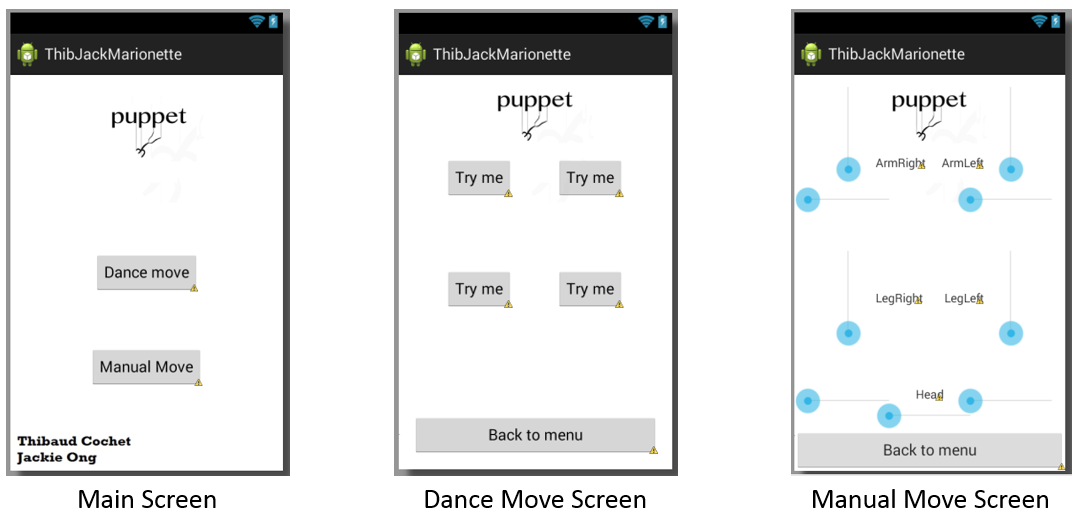 ThibJackMarionette
puppet
Dance move
Manual Move
Thibaud Cochet
Jackie Ong
Main Screen
ThibJackMarionette
puppet
Try me Try me
Try me Try me
Back to menu
Dance Move Screen
ThibJackMarionette
puppet
ArmRight ArmLeft
LegRight LegLeft
Head
Back to menu
Manual Move Screen